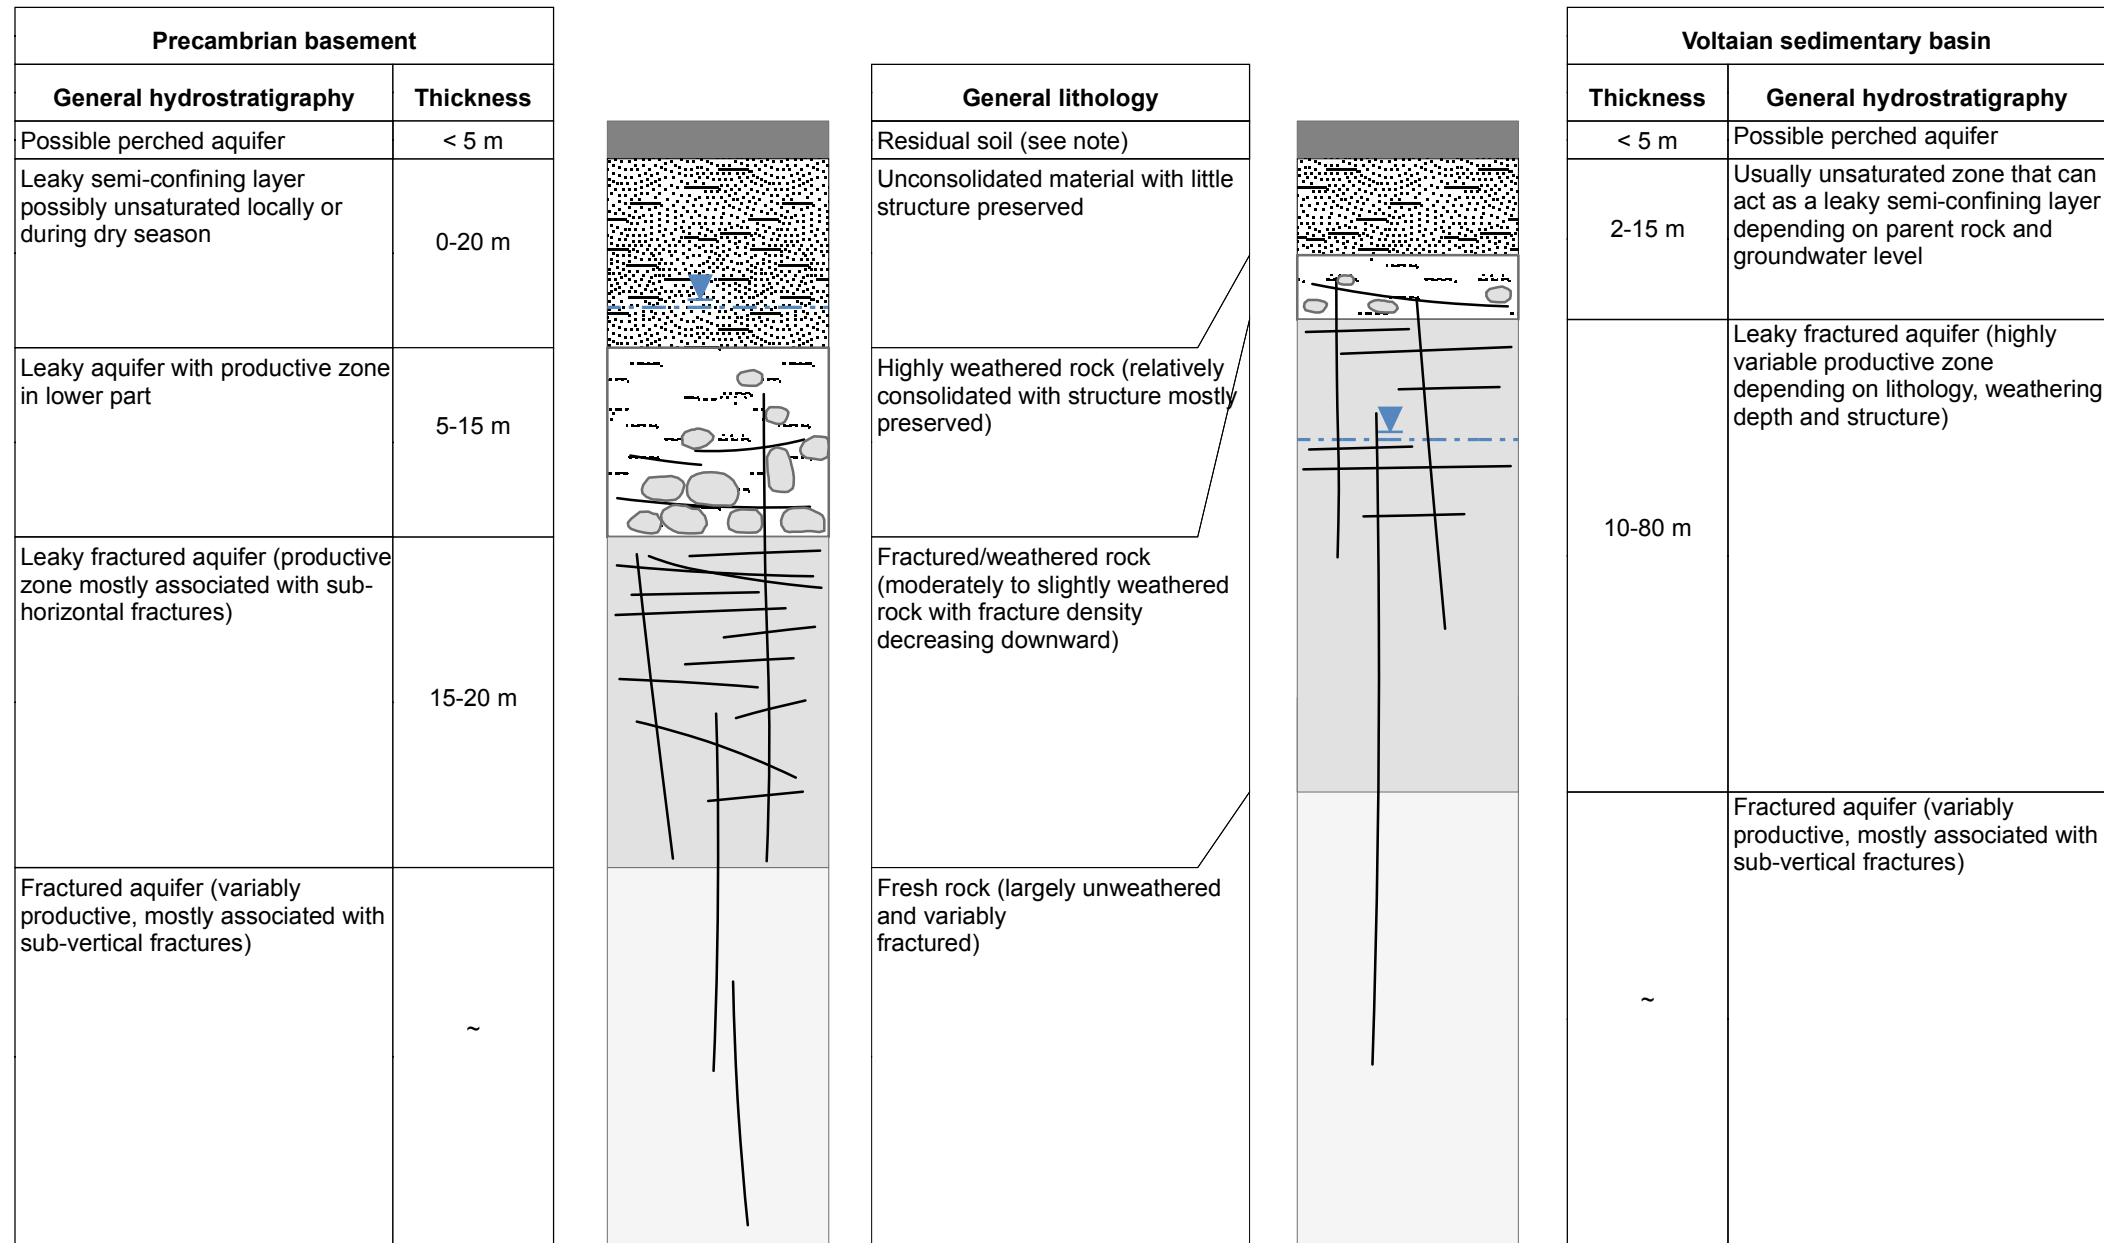 Precambrian basement
General hydrostratigraphy
Thickness
Possible perched aquifer
< 5 m
Leaky semi-confining layer
possibly unsaturated locally or
during dry season
0-20 m
Leaky aquifer with productive zone
in lower part
5-15 m
Leaky fractured aquifer (productive
zone mostly associated with sub-
horizontal fractures)
15-20 m
Fractured aquifer (variably
productive, mostly associated with
sub-vertical fractures)
~
General lithology
Residual soil (see note)
Unconsolidated material with little
structure preserved
Highly weathered rock (relatively
consolidated with structure mostly
preserved)
Fractured/weathered rock
(moderately to slightly weathered
rock with fracture density
decreasing downward)
Fresh rock (largely unweathered
and variably
fractured)
Voltaian sedimentary basin
Thickness
General hydrostratigraphy
< 5 m
Possible perched aquifer
2-15 m
Usually unsaturated zone that can
act as a leaky semi-confining layer
depending on parent rock and
groundwater level
10-80 m
Leaky fractured aquifer (highly
variable productive zone
depending on lithology, weathering
depth and structure)
~
Fractured aquifer (variably
productive, mostly associated with
sub-vertical fractures)